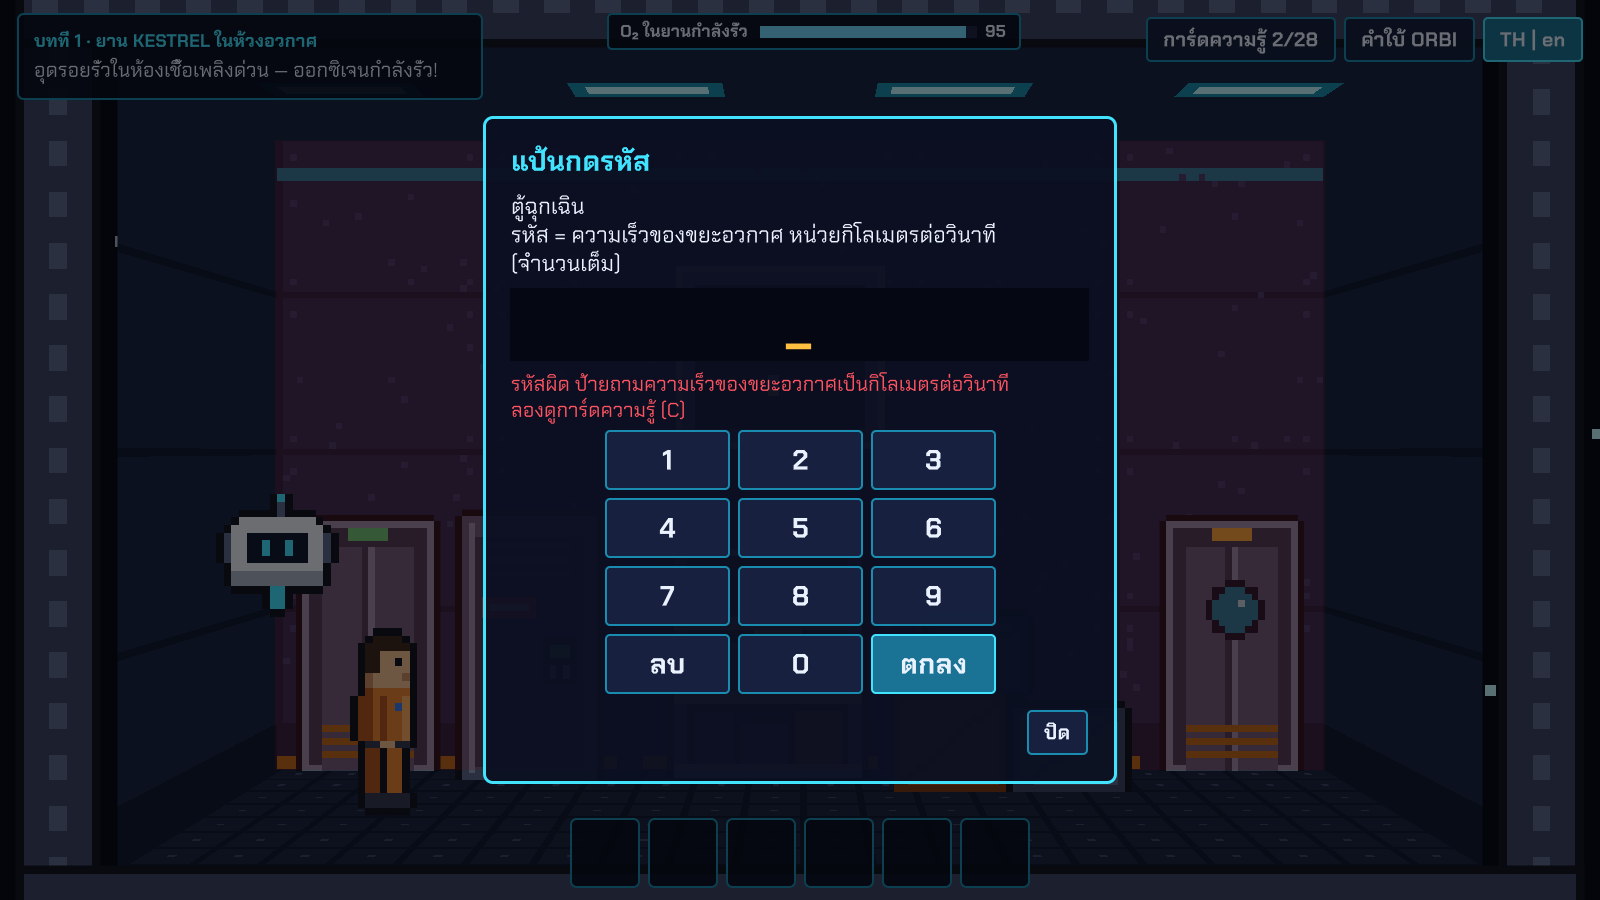 บทที่ 1 · ยาน KESTREL ในห้วงอวกาศ
อุดรอยรั่วในห้องเชื้อเพลิงด่วน — ออกซิเจนกำลังรั่ว!
O₂ ในยานกำลังรั่ว 95
การ์ดความรู้ 2/28
คำใบ้ ORBI
TH | en
แป้นกดรหัส
ตู้ฉุกเฉิน
รหัส = ความเร็วของขยะอวกาศ หน่วยกิโลเมตรต่อวินาที
(จำนวนเต็ม)
_
รหัสผิด ป้ายถามความเร็วของขยะอวกาศเป็นกิโลเมตรต่อวินาที
ลองดูการ์ดความรู้ (C)
1 2 3
4 5 6
7 8 9
ลบ 0 ตกลง
ปิด